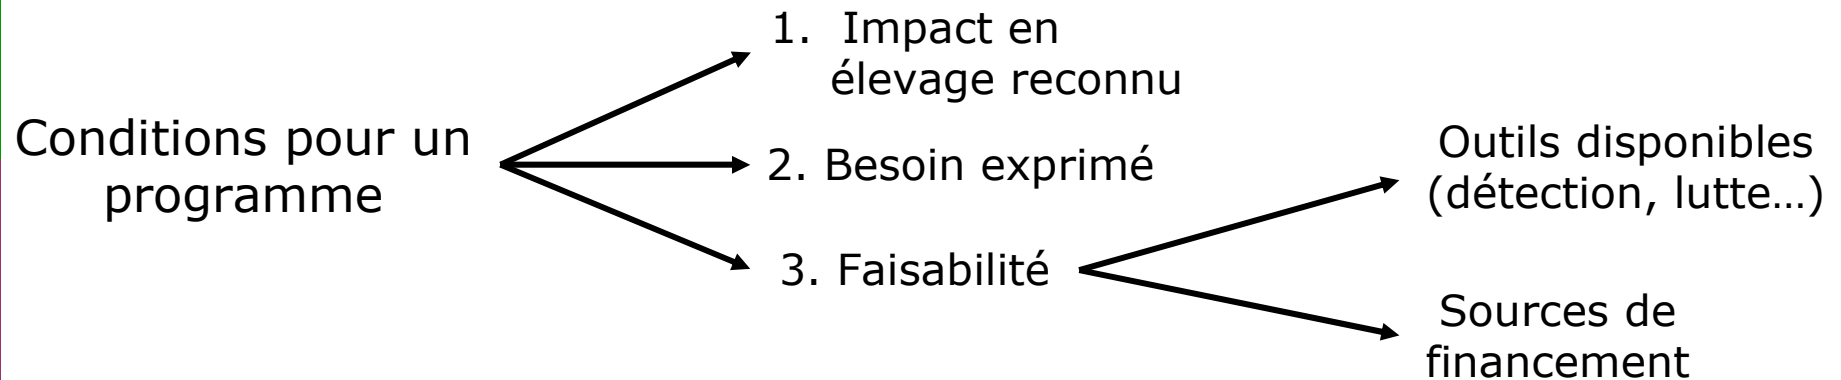 Conditions pour un
programme
1. Impact en
élevage reconnu
2. Besoin exprimé
3. Faisabilité
Outils disponibles
(détection, lutte…)
Sources de
financement